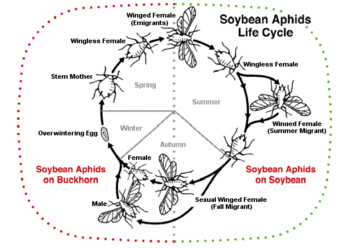 Soybean Aphids
Life Cycle
Winged Female
(Emigrants)
Wingless Female
Wingless Female
Stem Mother
Spring
Summer
Winged Female
(Summer Migrant)
Overwintering Egg
Winter
Autumn
Soybean Aphids
on Buckhorn
Female
Soybean Aphids
on Soybean
Male
Sexual Winged Female
(Fall Migrant)